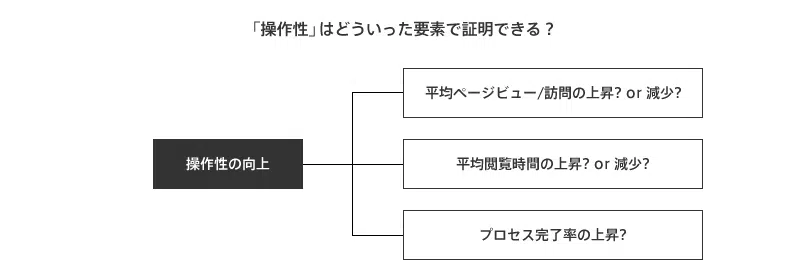 「操作性」はどういった要素で証明できる？
平均ページビュー/訪問の上昇? or 減少?
操作性の向上
平均閲覧時間の上昇? or 減少?
プロセス完了率の上昇?